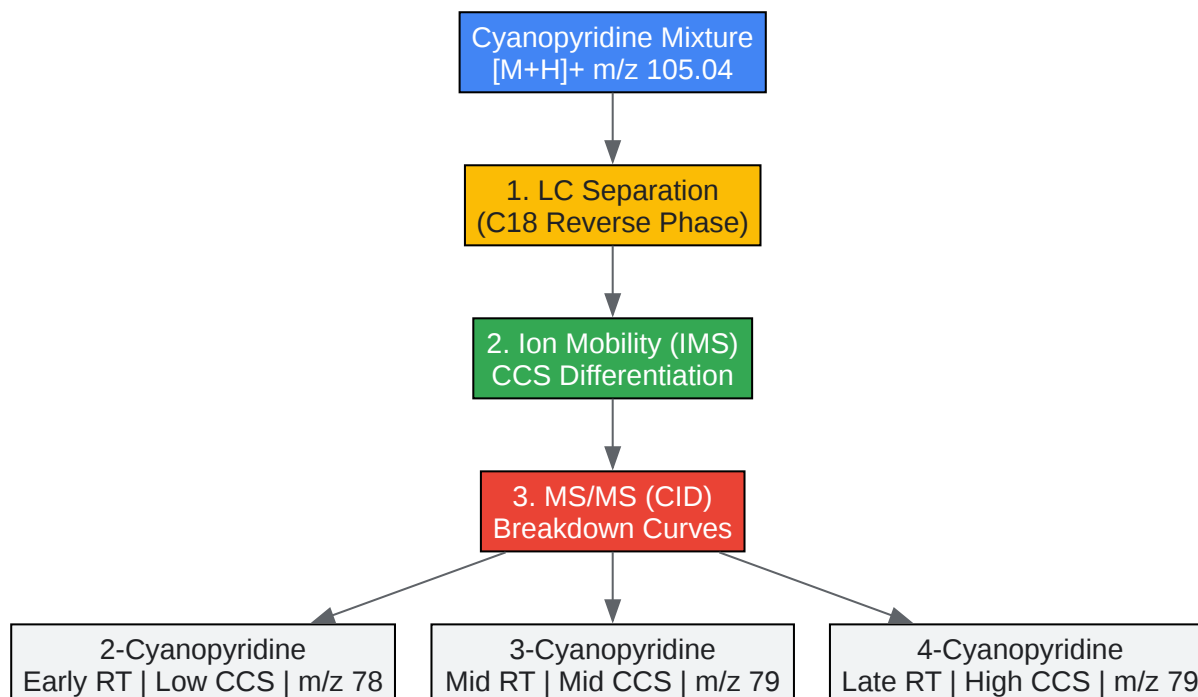 Cyanopyridine Mixture
[M+H]+ m/z 105.04
1. LC Separation
(C18 Reverse Phase)
2. Ion Mobility (IMS)
CCS Differentiation
3. MS/MS (CID)
Breakdown Curves
2-Cyanopyridine
Early RT | Low CCS | m/z 78
3-Cyanopyridine
Mid RT | Mid CCS | m/z 79
4-Cyanopyridine
Late RT | High CCS | m/z 79